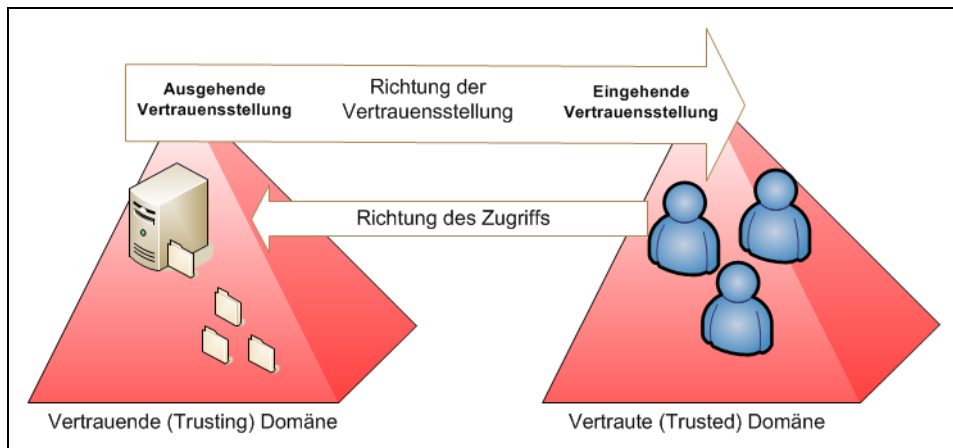 Ausgehende
Vertrauensstellung
Richtung der
Vertrauensstellung
Eingehende
Vertrauensstellung
Richtung des Zugriffs
Vertrauende (Trusting) Domäne
Vertraute (Trusted) Domäne